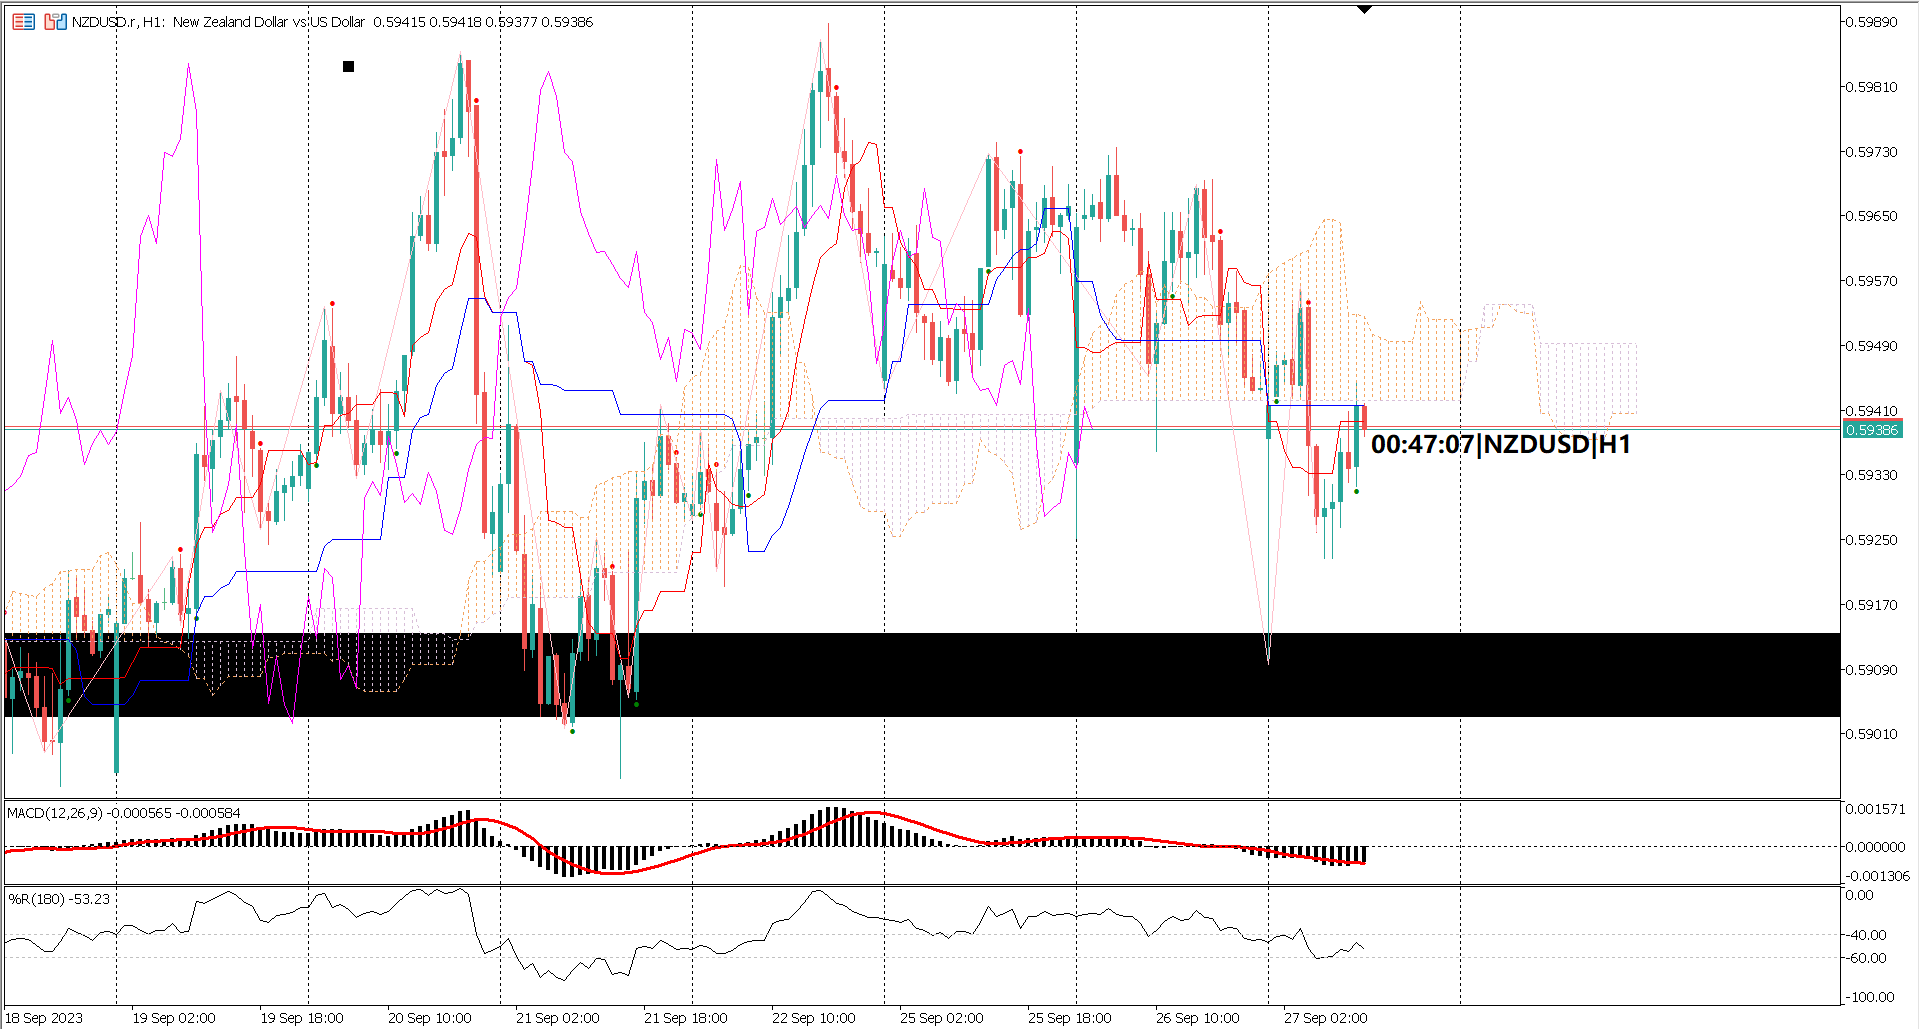 NZDUSD.r, H1: New Zealand Dollar vs US Dollar 0.59415 0.59418 0.59377 0.59386
0.59890
0.59810
0.59730
0.59650
0.59570
0.59490
0.59410
0.59386
00:47:07|NZDUSD|H1
0.59330
0.59250
0.59170
0.59090
0.59010
MACD(12,26,9) -0.000565 -0.000584
0.001571
0.000000
-0.001306
%R(180) -53.23
0.00
-40.00
-60.00
-100.00
18 Sep 2023
19 Sep 02:00
19 Sep 18:00
20 Sep 10:00
21 Sep 02:00
21 Sep 18:00
22 Sep 10:00
25 Sep 02:00
25 Sep 18:00
26 Sep 10:00
27 Sep 02:00